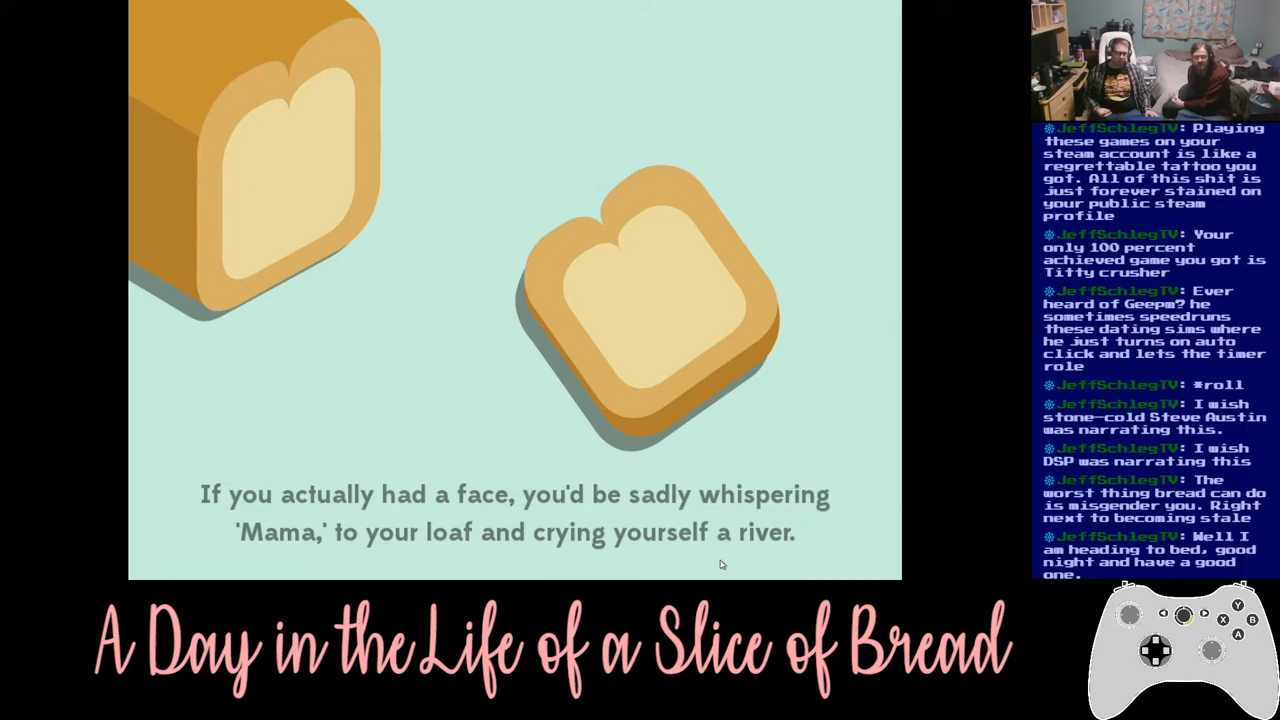 If you actually had a face, you'd be sadly whispering
'Mama,' to your loaf and crying yourself a river.
A Day in the Life of a Slice of Bread
JeffSchlegTV: Playing
these games on your
steam account is like a
regrettable tattoo you
got. All of this shit is
just forever stained on
your public steam
profile
JeffSchlegTV: Your
only 100 percent
achieved game you got is
Titty crusher
JeffSchlegTV: Ever
heard of Geepm? he
sometimes speedruns
these dating sims where
he just turns on auto
click and lets the timer
role
JeffSchlegTV: *roll
JeffSchlegTV: I wish
stone-cold Steve Austin
was narrating this.
JeffSchlegTV: I wish
DSP was narrating this
JeffSchlegTV: The
worst thing bread can do
is misgender you. Right
next to becoming stale
JeffSchlegTV: Well I
am heading to bed, good
night and have a good
one.
Y
X B
A